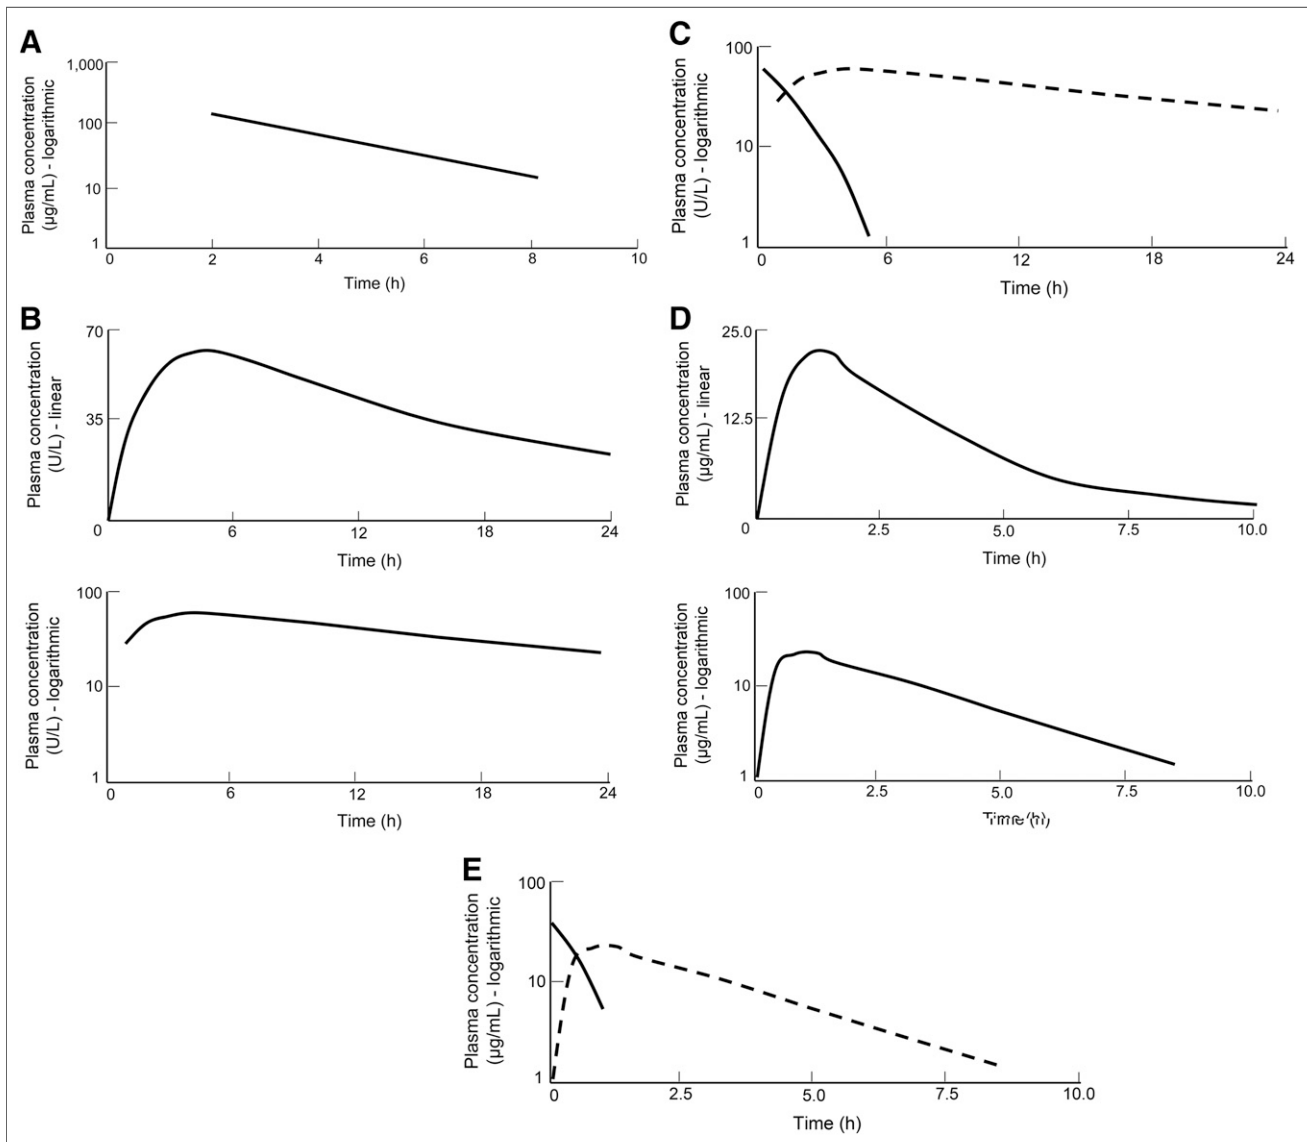 A
Plasma concentration
(µg/mL) - logarithmic
1,000
100
10
1
0
2
4
6
8
10
Time (h)
B
Plasma concentration
(U/L) - linear
70
35
0
6
12
18
24
Time (h)
Plasma concentration
(U/L) - logarithmic
100
10
1
0
6
12
18
24
Time (h)
C
Plasma concentration
(U/L) - logarithmic
100
10
1
0
6
12
18
24
Time (h)
D
Plasma concentration
(µg/mL) - linear
25.0
12.5
0
2.5
5.0
7.5
10.0
Time (h)
Plasma concentration
(µg/mL) - logarithmic
100
10
1
0
2.5
5.0
7.5
10.0
Time (h)
E
Plasma concentration
(µg/mL) - logarithmic
100
10
1
0
2.5
5.0
7.5
10.0
Time (h)